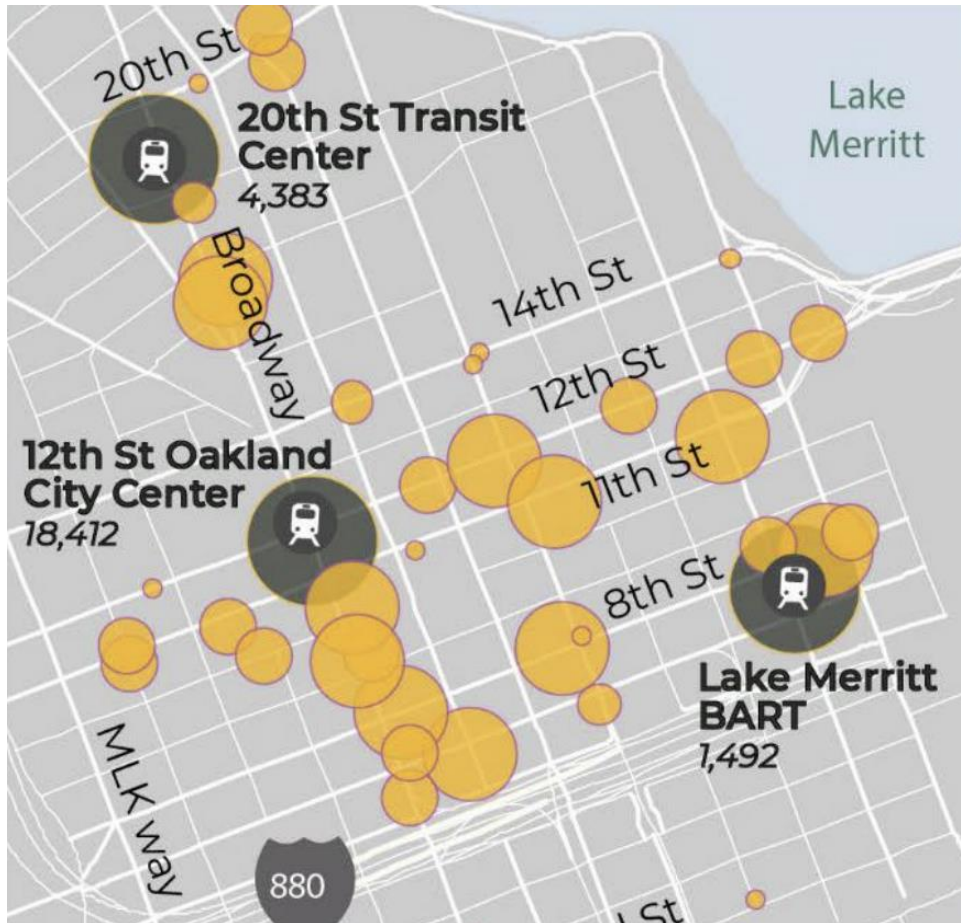 20th St
Lake
Merritt
20th St Transit
Center
4,383
Broadway
14th St
12th St
12th St Oakland
City Center
18,412
11th St
8th St
Lake Merritt
BART
1,492
MLK way
880
St